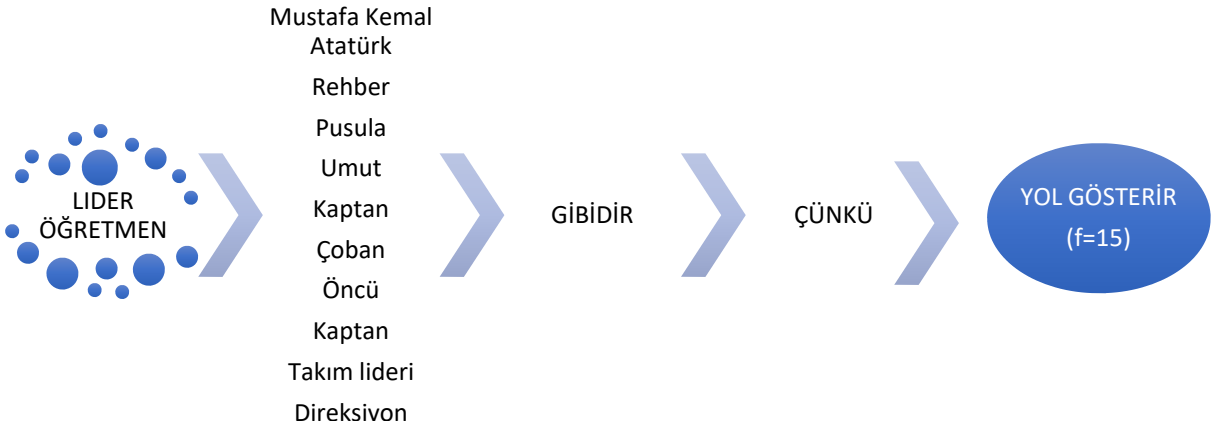 LIDER
ÖĞRETMEN
Mustafa Kemal
Atatürk
Rehber
Pusula
Umut
Kaptan
Çoban
Öncü
Kaptan
Takım lideri
Direksiyon
GİBİDİR
ÇÜNKÜ
YOL GÖSTERİR
(f=15)